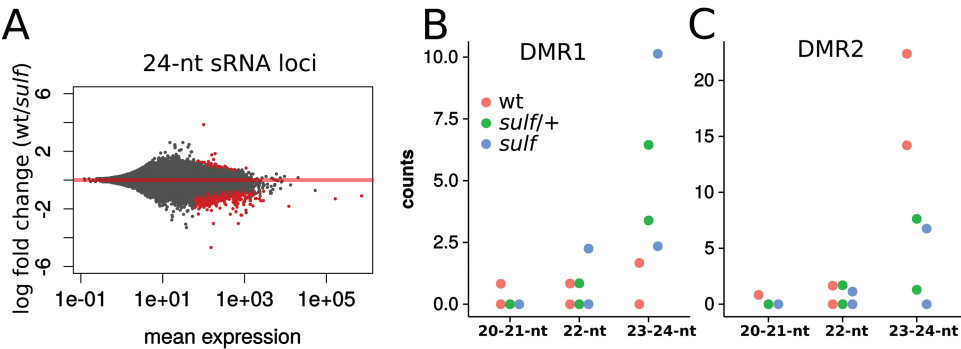 A
24-nt sRNA loci
log fold change (wt/sulf)
6
2
-2
-6
1e-01 1e+01 1e+03 1e+05
mean expression
B
DMR1
counts
10.0
7.5
5.0
2.5
0.0
wt
sulf/+
sulf
20-21-nt 22-nt 23-24-nt
C
DMR2
20
15
10
5
0
20-21-nt 22-nt 23-24-nt